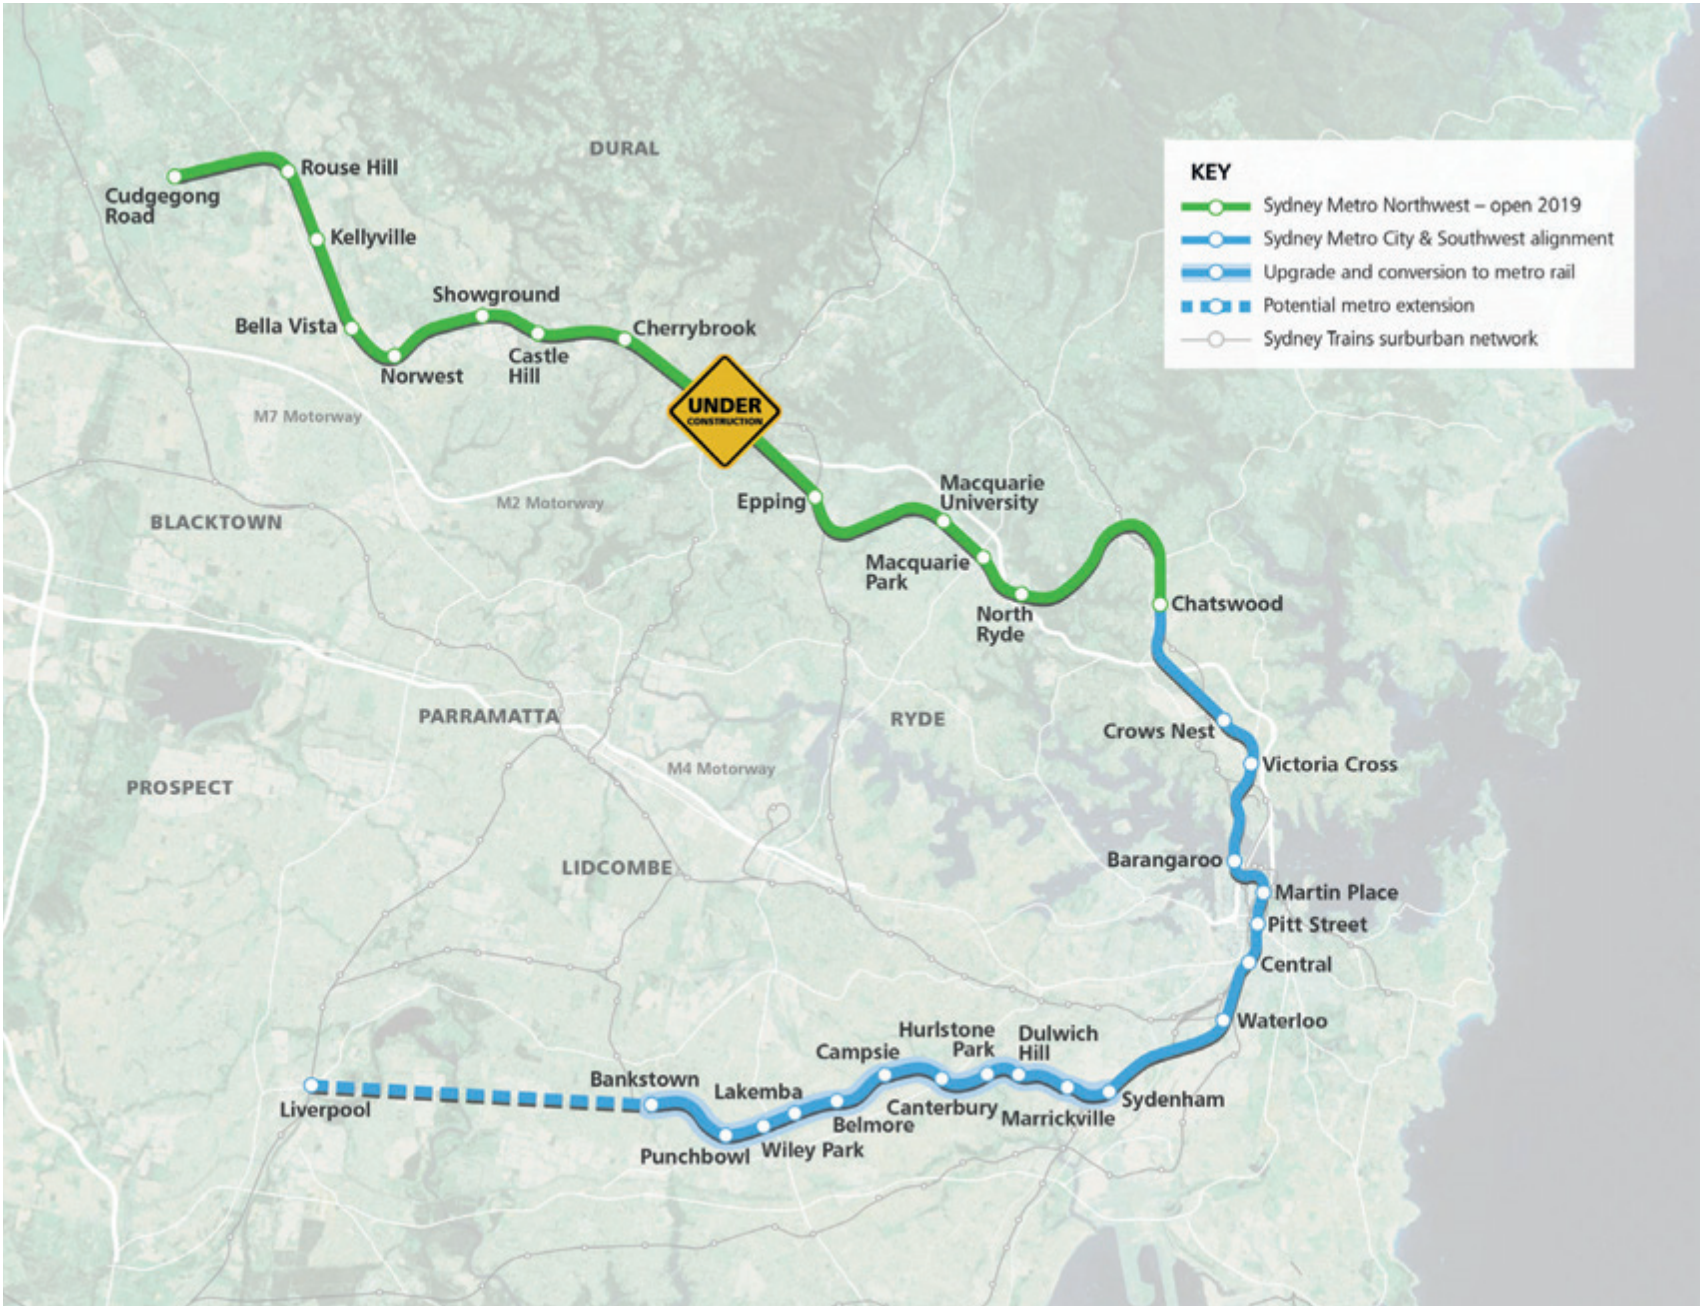 DURAL
Rouse Hill
Cudgegong
Road
Kellyville
Showground
Bella Vista
Cherrybrook
Castle
Hill
Norwest
UNDER
CONSTRUCTION
M7 Motorway
M2 Motorway
BLACKTOWN
Epping
Macquarie
University
Macquarie
Park
North
Ryde
Chatswood
PARRAMATTA
RYDE
Crows Nest
Victoria Cross
M4 Motorway
PROSPECT
LIDCOMBE
Barangaroo
Martin Place
Pitt Street
Central
Waterloo
Hurlstone
Park
Dulwich
Hill
Campsie
Bankstown
Lakemba
Liverpool
Canterbury
Sydenham
Belmore
Marrickville
Punchbowl
Wiley Park
KEY
Sydney Metro Northwest – open 2019
Sydney Metro City & Southwest alignment
Upgrade and conversion to metro rail
Potential metro extension
Sydney Trains surburban network